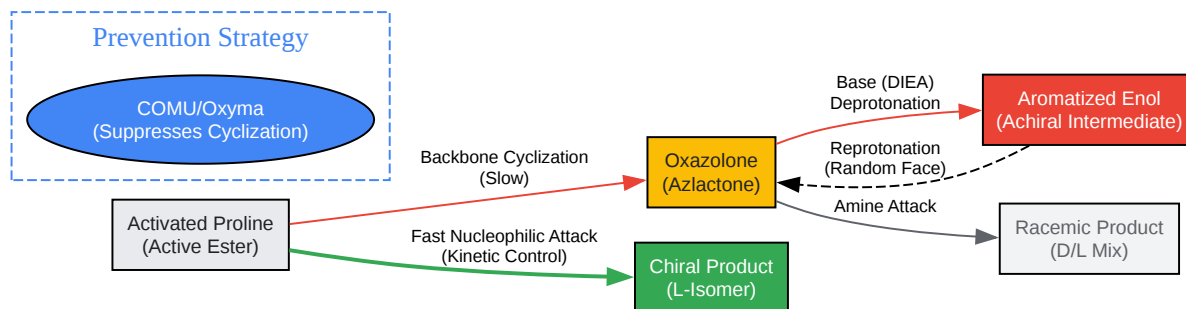 Prevention Strategy
COMU/Oxyma
(Suppresses Cyclization)
Activated Proline
(Active Ester)
Backbone Cyclization
(Slow)
Fast Nucleophilic Attack
(Kinetic Control)
Oxazolone
(Azlactone)
Chiral Product
(L-Isomer)
Base (DIEA)
Deprotonation
Reprotonation
(Random Face)
Amine Attack
Aromatized Enol
(Achiral Intermediate)
Racemic Product
(D/L Mix)